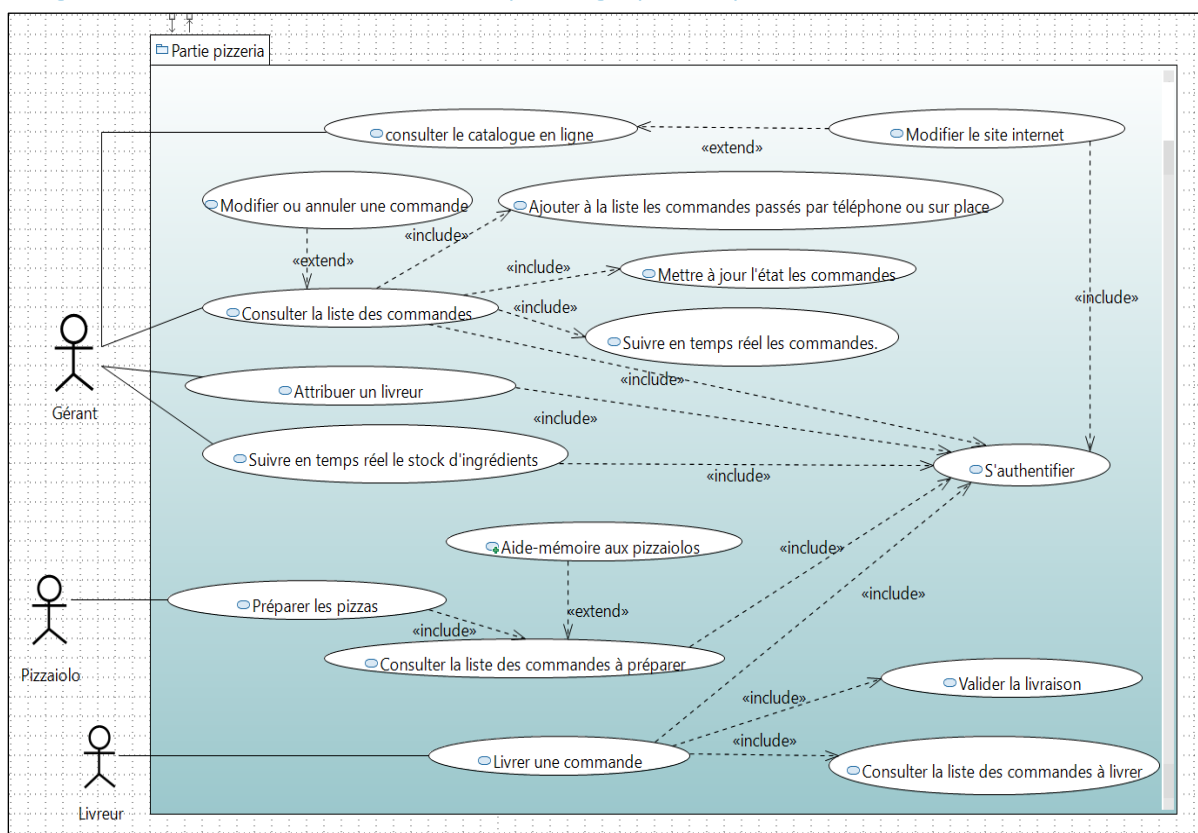 Partie pizzeria
consulter le catalogue en ligne
«extend»
Modifier le site internet
Modifier ou annuler une commande
«include»
Ajouter à la liste les commandes passés par téléphone ou sur place
«extend»
«include»
Mettre à jour l'état les commandes
«include»
Consulter la liste des commandes
«include»
Suivre en temps réel les commandes.
«include»
Attribuer un livreur
«include»
Gérant
Suivre en temps réel le stock d'ingrédients
«include»
S'authentifier
Aide-mémoire aux pizzaiolos
«include»
Préparer les pizzas
«extend»
«include»
«include»
Consulter la liste des commandes à préparer
Pizzaiolo
Valider la livraison
«include»
«include»
Livrer une commande
Consulter la liste des commandes à livrer
Livreur